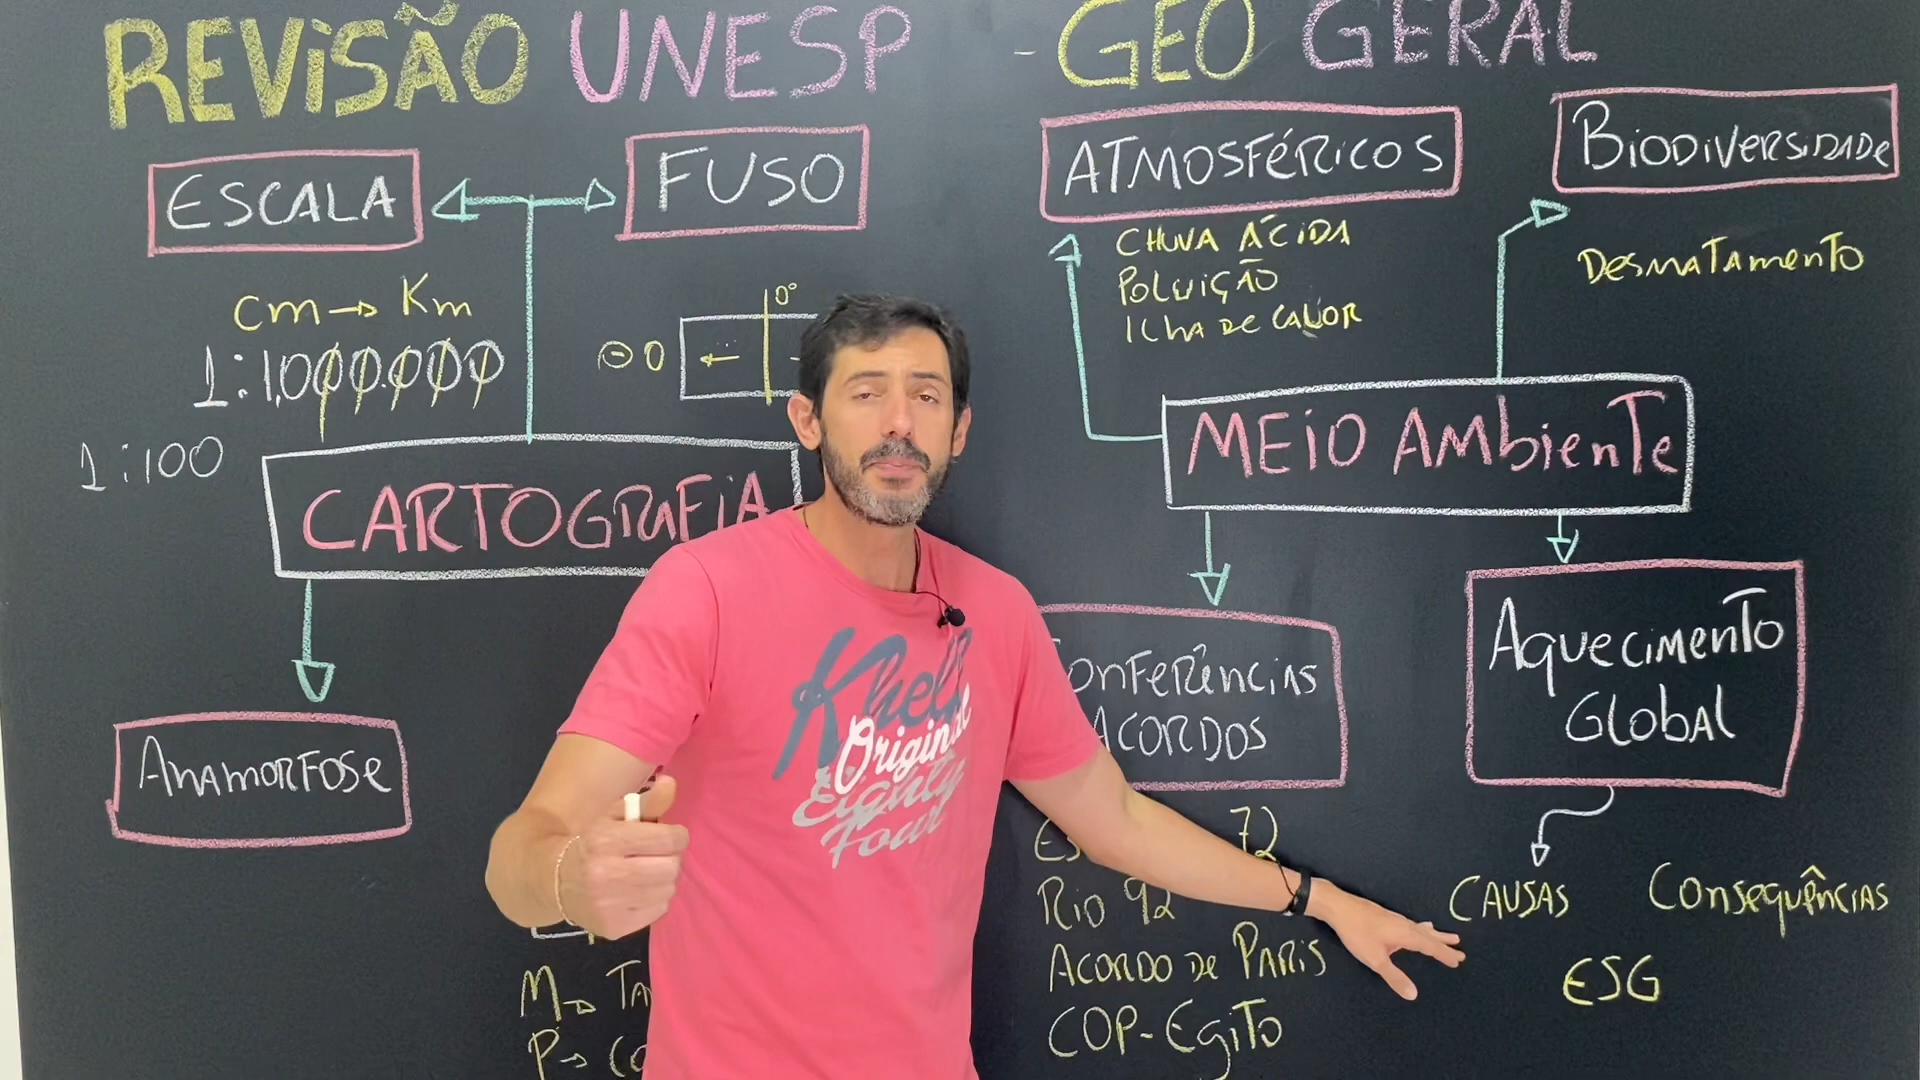 REVISÃO UNESP - GEO GERAL
ESCALA
FUSO
cm → Km
1:1.000.000
1:100
0°
⊖ O
CARTOGRAFIA
ANAMORFOSE
M→
P→
ATMOSFÉRICOS
CHUVA ÁCIDA
POLUIÇÃO
ILHA DE CALOR
BIODIVERSIDADE
DESMATAMENTO
MEIO AMBIENTE
CONFERÊNCIAS
ACORDOS
72
RIO 92
ACORDO DE PARIS
COP-EGITO
AQUECIMENTO
GLOBAL
CAUSAS
CONSEQUÊNCIAS
ESG
Khelf
Original
Eighty
Four